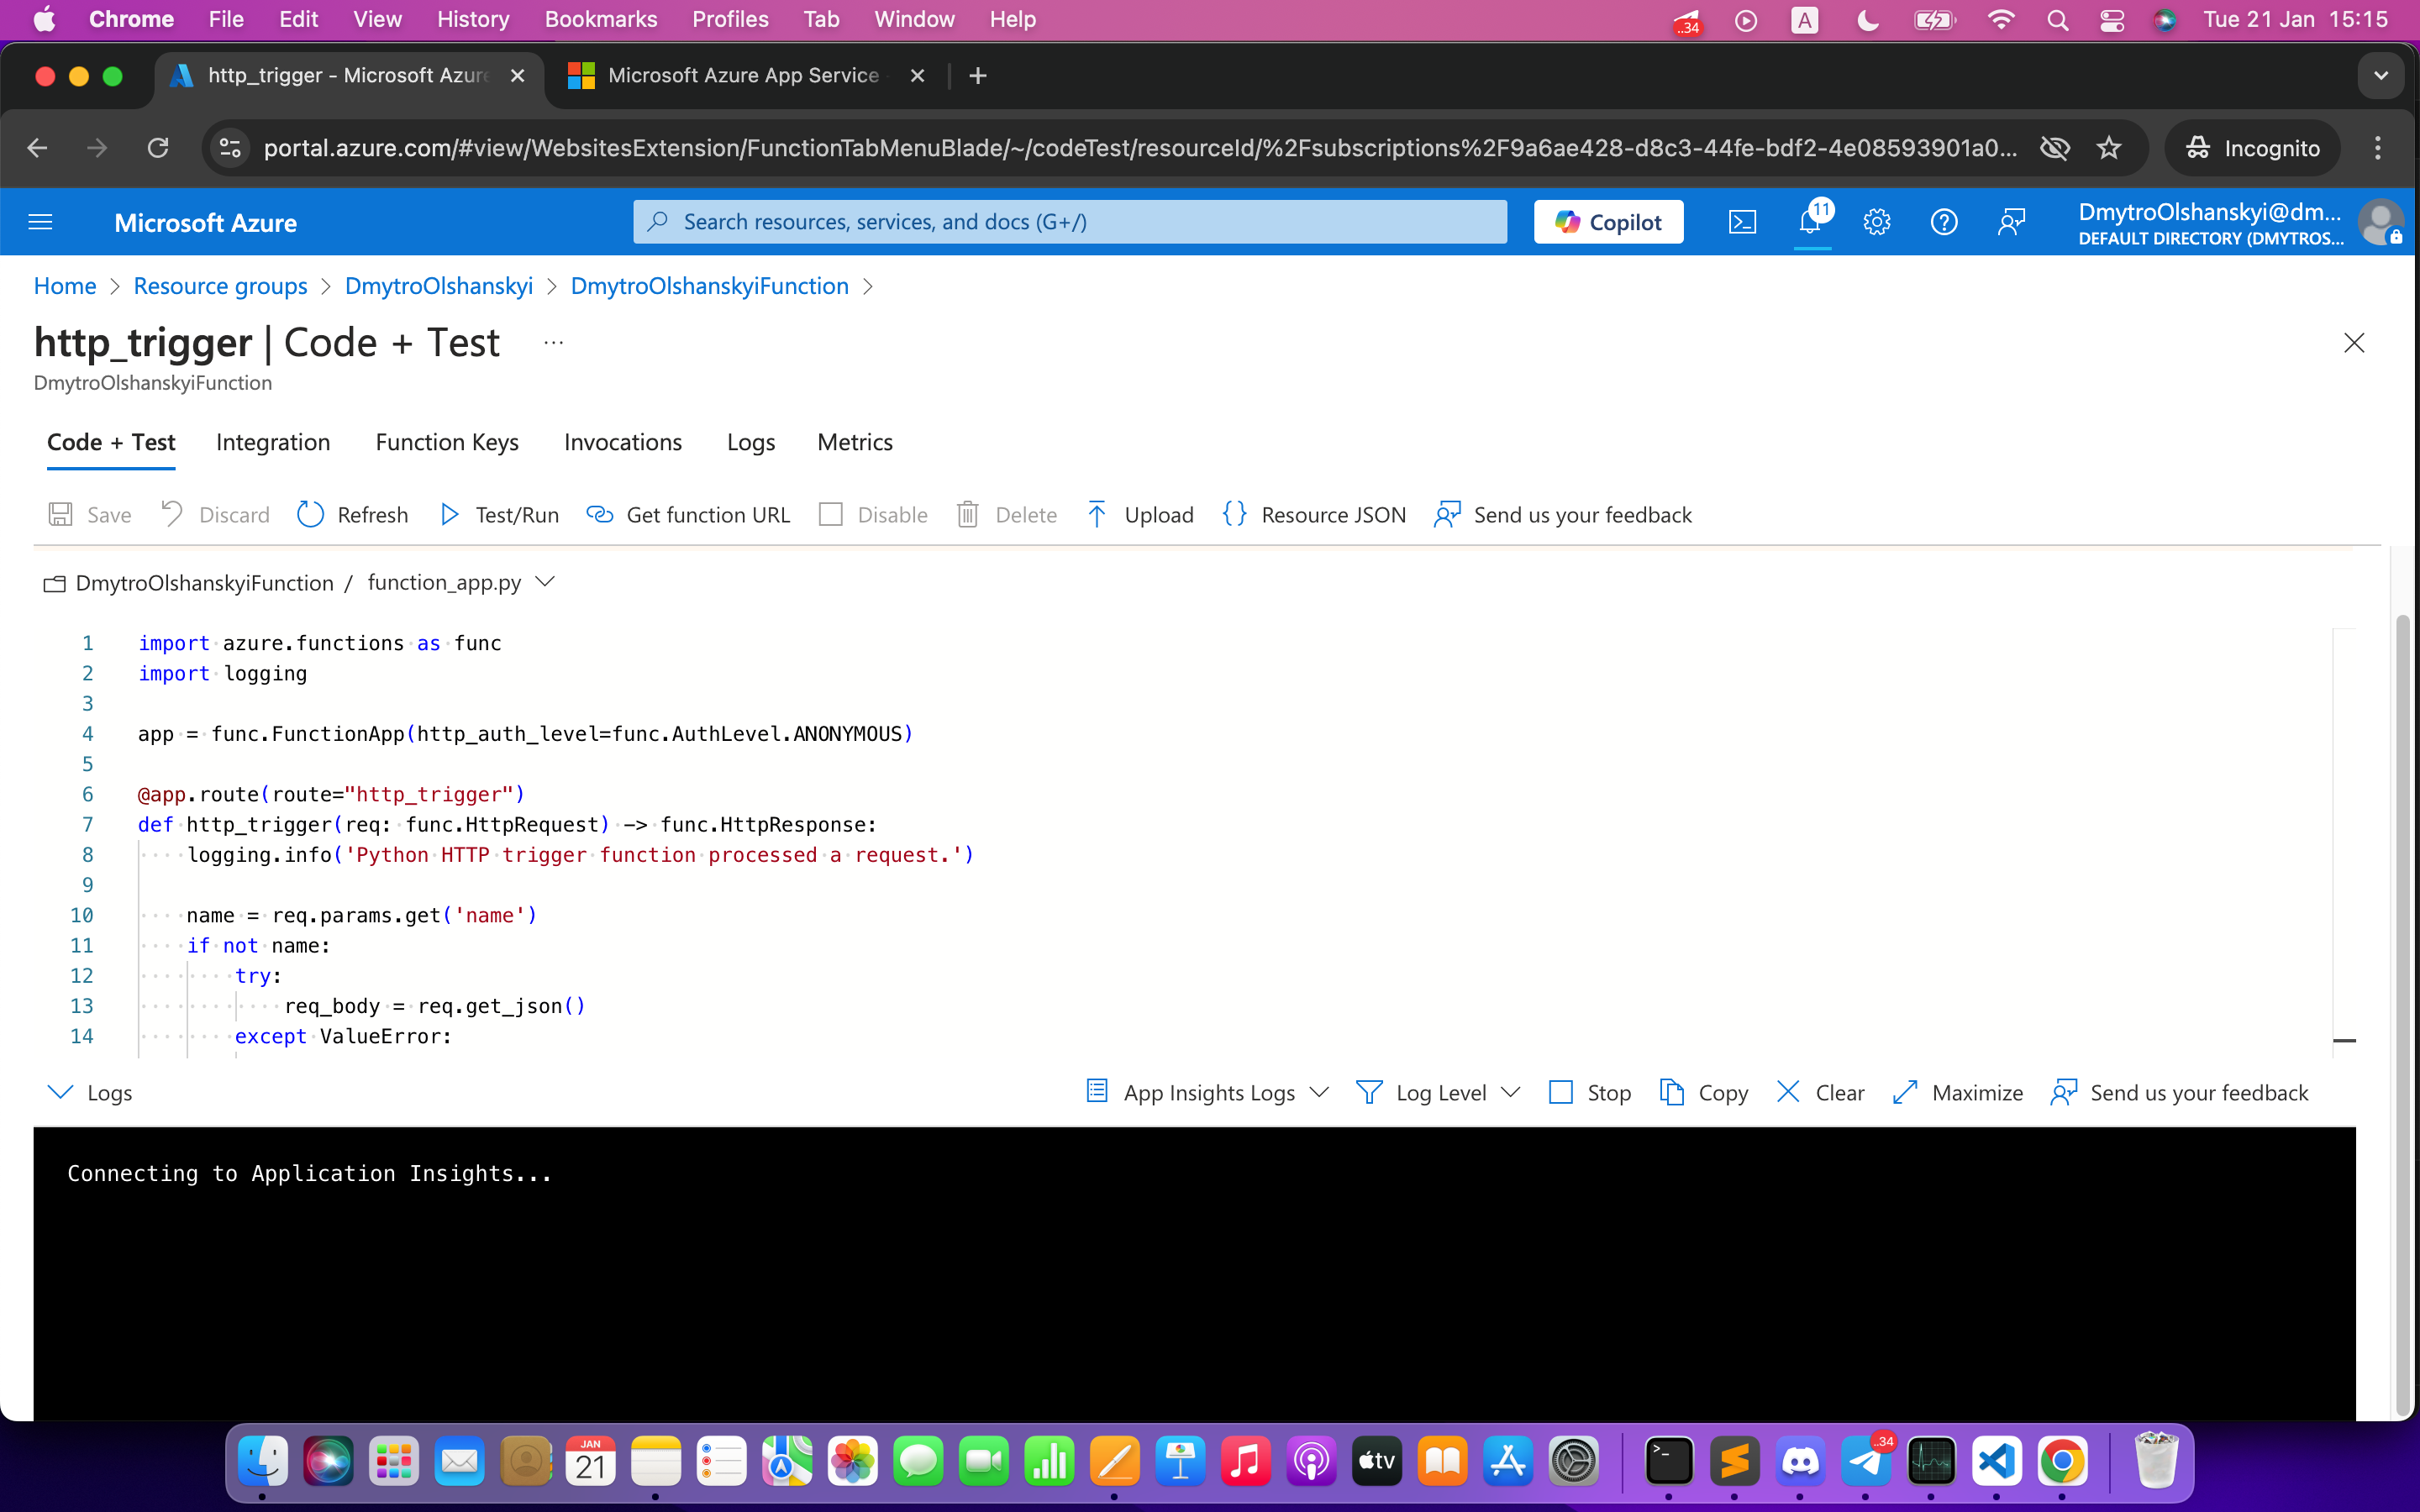 Chrome File Edit View History Bookmarks Profiles Tab Window Help ..34 A Tue 21 Jan 15:15
http_trigger - Microsoft Azure Microsoft Azure App Service -
portal.azure.com/#view/WebsitesExtension/FunctionTabMenuBlade/~/codeTest/resourceId/%2Fsubscriptions%2F9a6ae428-d8c3-44fe-bdf2-4e08593901a0... Incognito
Microsoft Azure Search resources, services, and docs (G+/) Copilot 11 DmytroOlshanskyi@dm...
DEFAULT DIRECTORY (DMYTROS...
Home > Resource groups > DmytroOlshanskyi > DmytroOlshanskyiFunction >
http_trigger | Code + Test ...
DmytroOlshanskyiFunction
Code + Test Integration Function Keys Invocations Logs Metrics
Save Discard Refresh Test/Run Get function URL Disable Delete Upload {} Resource JSON Send us your feedback
DmytroOlshanskyiFunction / function_app.py
1 import azure.functions as func
2 import logging
3
4 app = func.FunctionApp(http_auth_level=func.AuthLevel.ANONYMOUS)
5
6 @app.route(route="http_trigger")
7 def http_trigger(req: func.HttpRequest) -> func.HttpResponse:
8     logging.info('Python HTTP trigger function processed a request.')
9
10     name = req.params.get('name')
11     if not name:
12         try:
13             req_body = req.get_json()
14         except ValueError:
Logs App Insights Logs Log Level Stop Copy Clear Maximize Send us your feedback
Connecting to Application Insights...
JAN
21
tv
..34